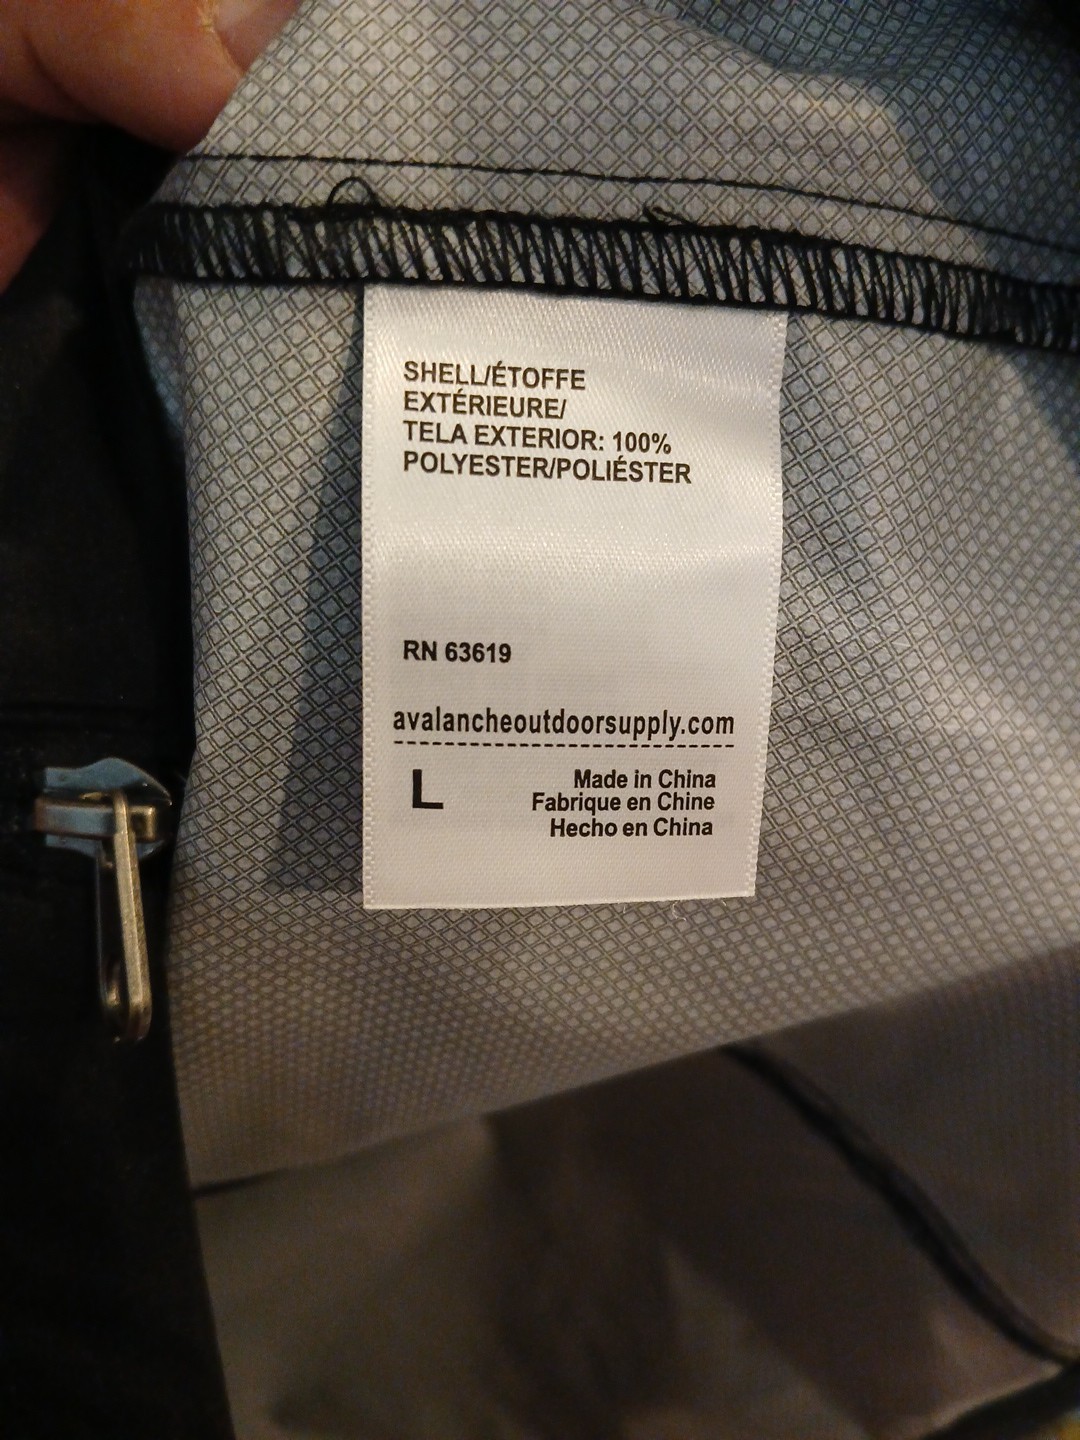 SHELL/ÉTOFFE
EXTÉRIEURE/
TELA EXTERIOR: 100%
POLYESTER/POLIÉSTER
RN 63619
avalancheoutdoorsupply.com
L
Made in China
Fabrique en Chine
Hecho en China